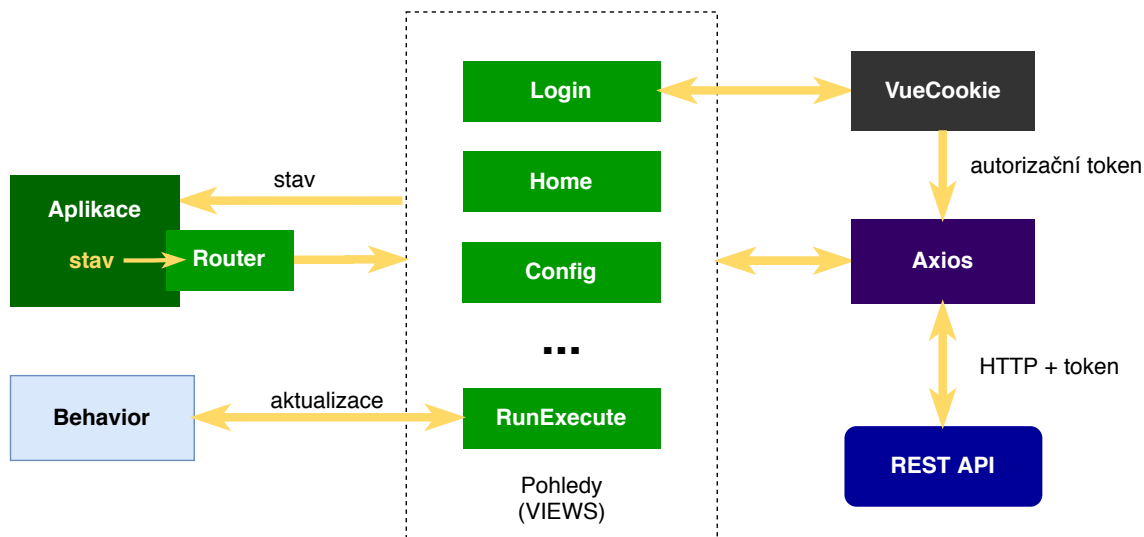 Login
VueCookie
autorizační token
Home
stav
Aplikace
stav
Router
Config
Axios
...
HTTP + token
Behavior
aktualizace
RunExecute
REST API
Pohledy
(VIEWS)